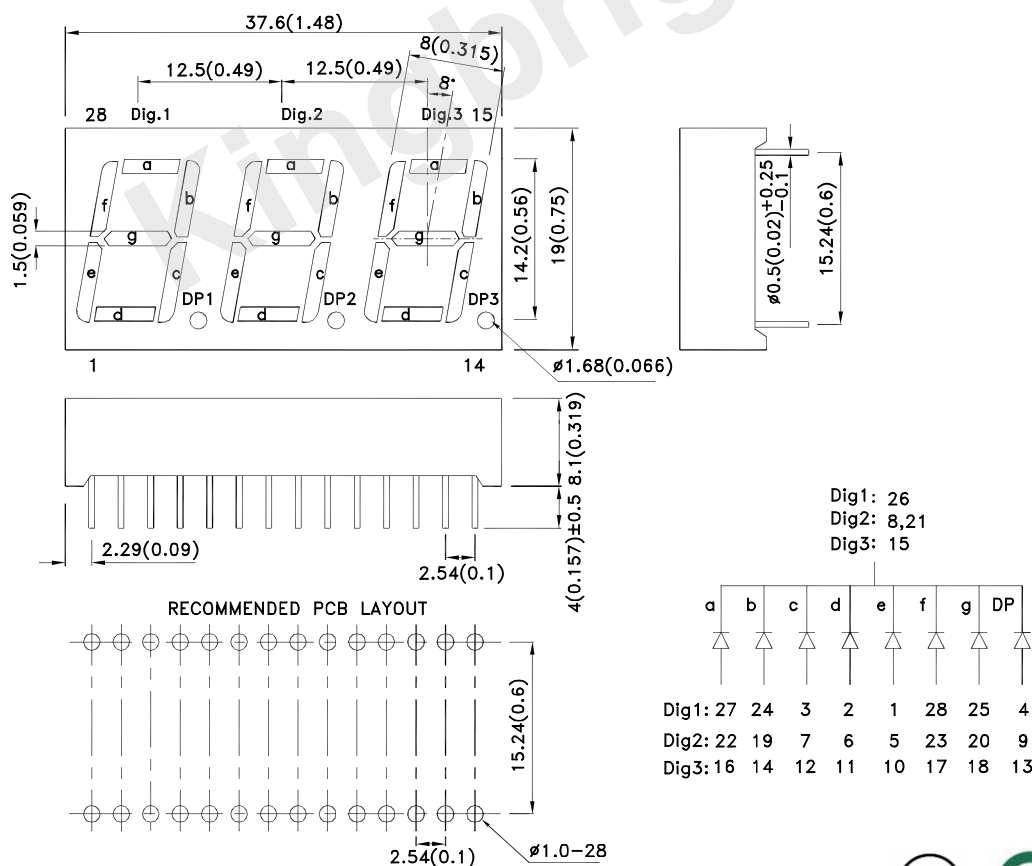 Kingbrig
37.6(1.48)
8(0.315)
12.5(0.49) 12.5(0.49)
8°
28 Dig.1 Dig.2 Dig.3 15
a a a
f b f b f b
g g g
e c e c e c
d d d
DP1 DP2 DP3
1.5(0.059)
14.2(0.56)
19(0.75)
ø0.5(0.02)+0.25
-0.1
15.24(0.6)
1 14
ø1.68(0.066)
8.1(0.319)
4(0.157)±0.5
2.29(0.09)
2.54(0.1)
RECOMMENDED PCB LAYOUT
15.24(0.6)
2.54(0.1)
ø1.0-28
Dig1: 26
Dig2: 8,21
Dig3: 15
a b c d e f g DP
Dig1: 27 24 3 2 1 28 25 4
Dig2: 22 19 7 6 5 23 20 9
Dig3: 16 14 12 11 10 17 18 13